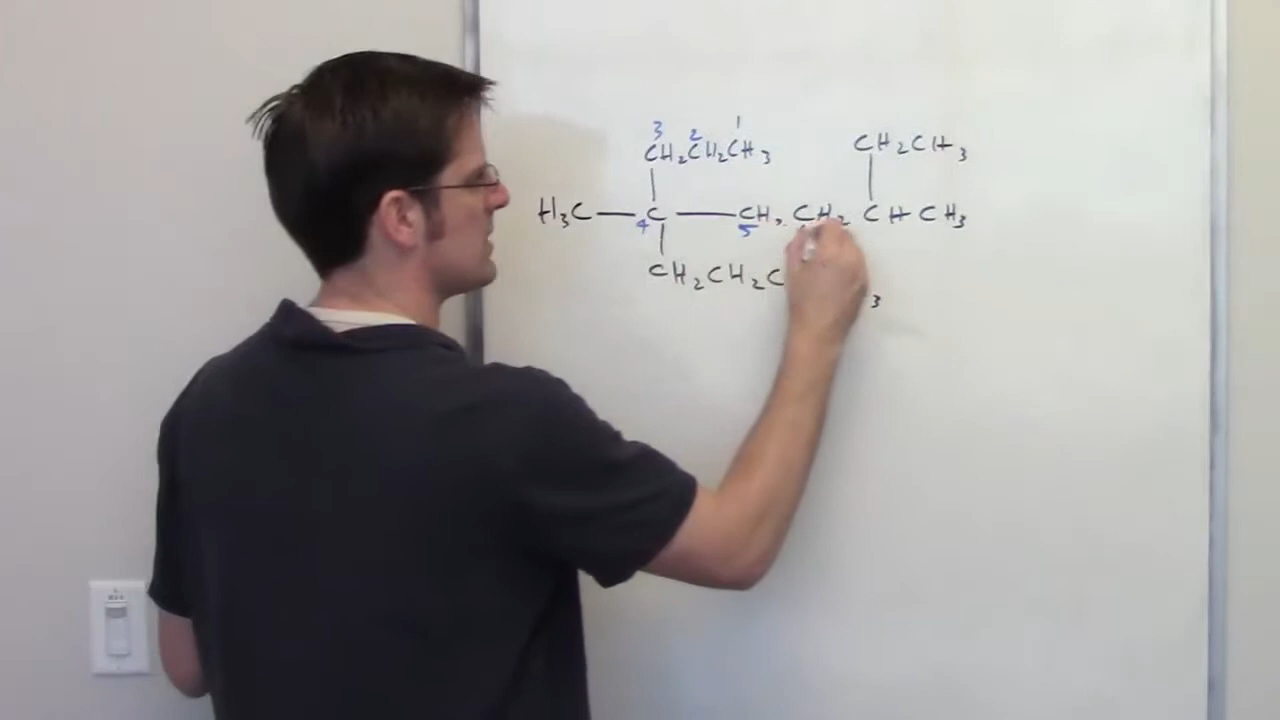 3 2 1
CH2CH2CH3 CH2CH3
H3C — C — CH2 CH2 CH CH3
4 5
CH2CH2C 3